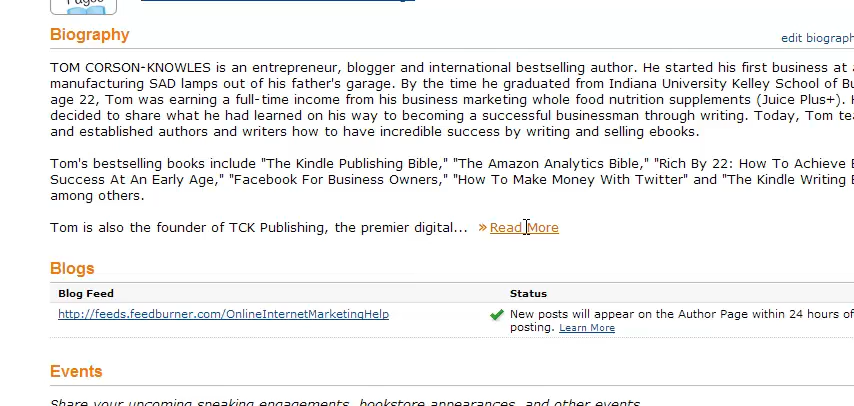 Biography
edit biograph
TOM CORSON-KNOWLES is an entrepreneur, blogger and international bestselling author. He started his first business at
manufacturing SAD lamps out of his father's garage. By the time he graduated from Indiana University Kelley School of Bu
age 22, Tom was earning a full-time income from his business marketing whole food nutrition supplements (Juice Plus+).
decided to share what he had learned on his way to becoming a successful businessman through writing. Today, Tom tea
and established authors and writers how to have incredible success by writing and selling ebooks.
Tom's bestselling books include "The Kindle Publishing Bible," "The Amazon Analytics Bible," "Rich By 22: How To Achieve
Success At An Early Age," "Facebook For Business Owners," "How To Make Money With Twitter" and "The Kindle Writing
among others.
Tom is also the founder of TCK Publishing, the premier digital... » Read More
Blogs
Blog Feed Status
http://feeds.feedburner.com/OnlineInternetMarketingHelp New posts will appear on the Author Page within 24 hours of
posting. Learn More
Events
Share your upcoming speaking engagements, bookstore appearances, and other events